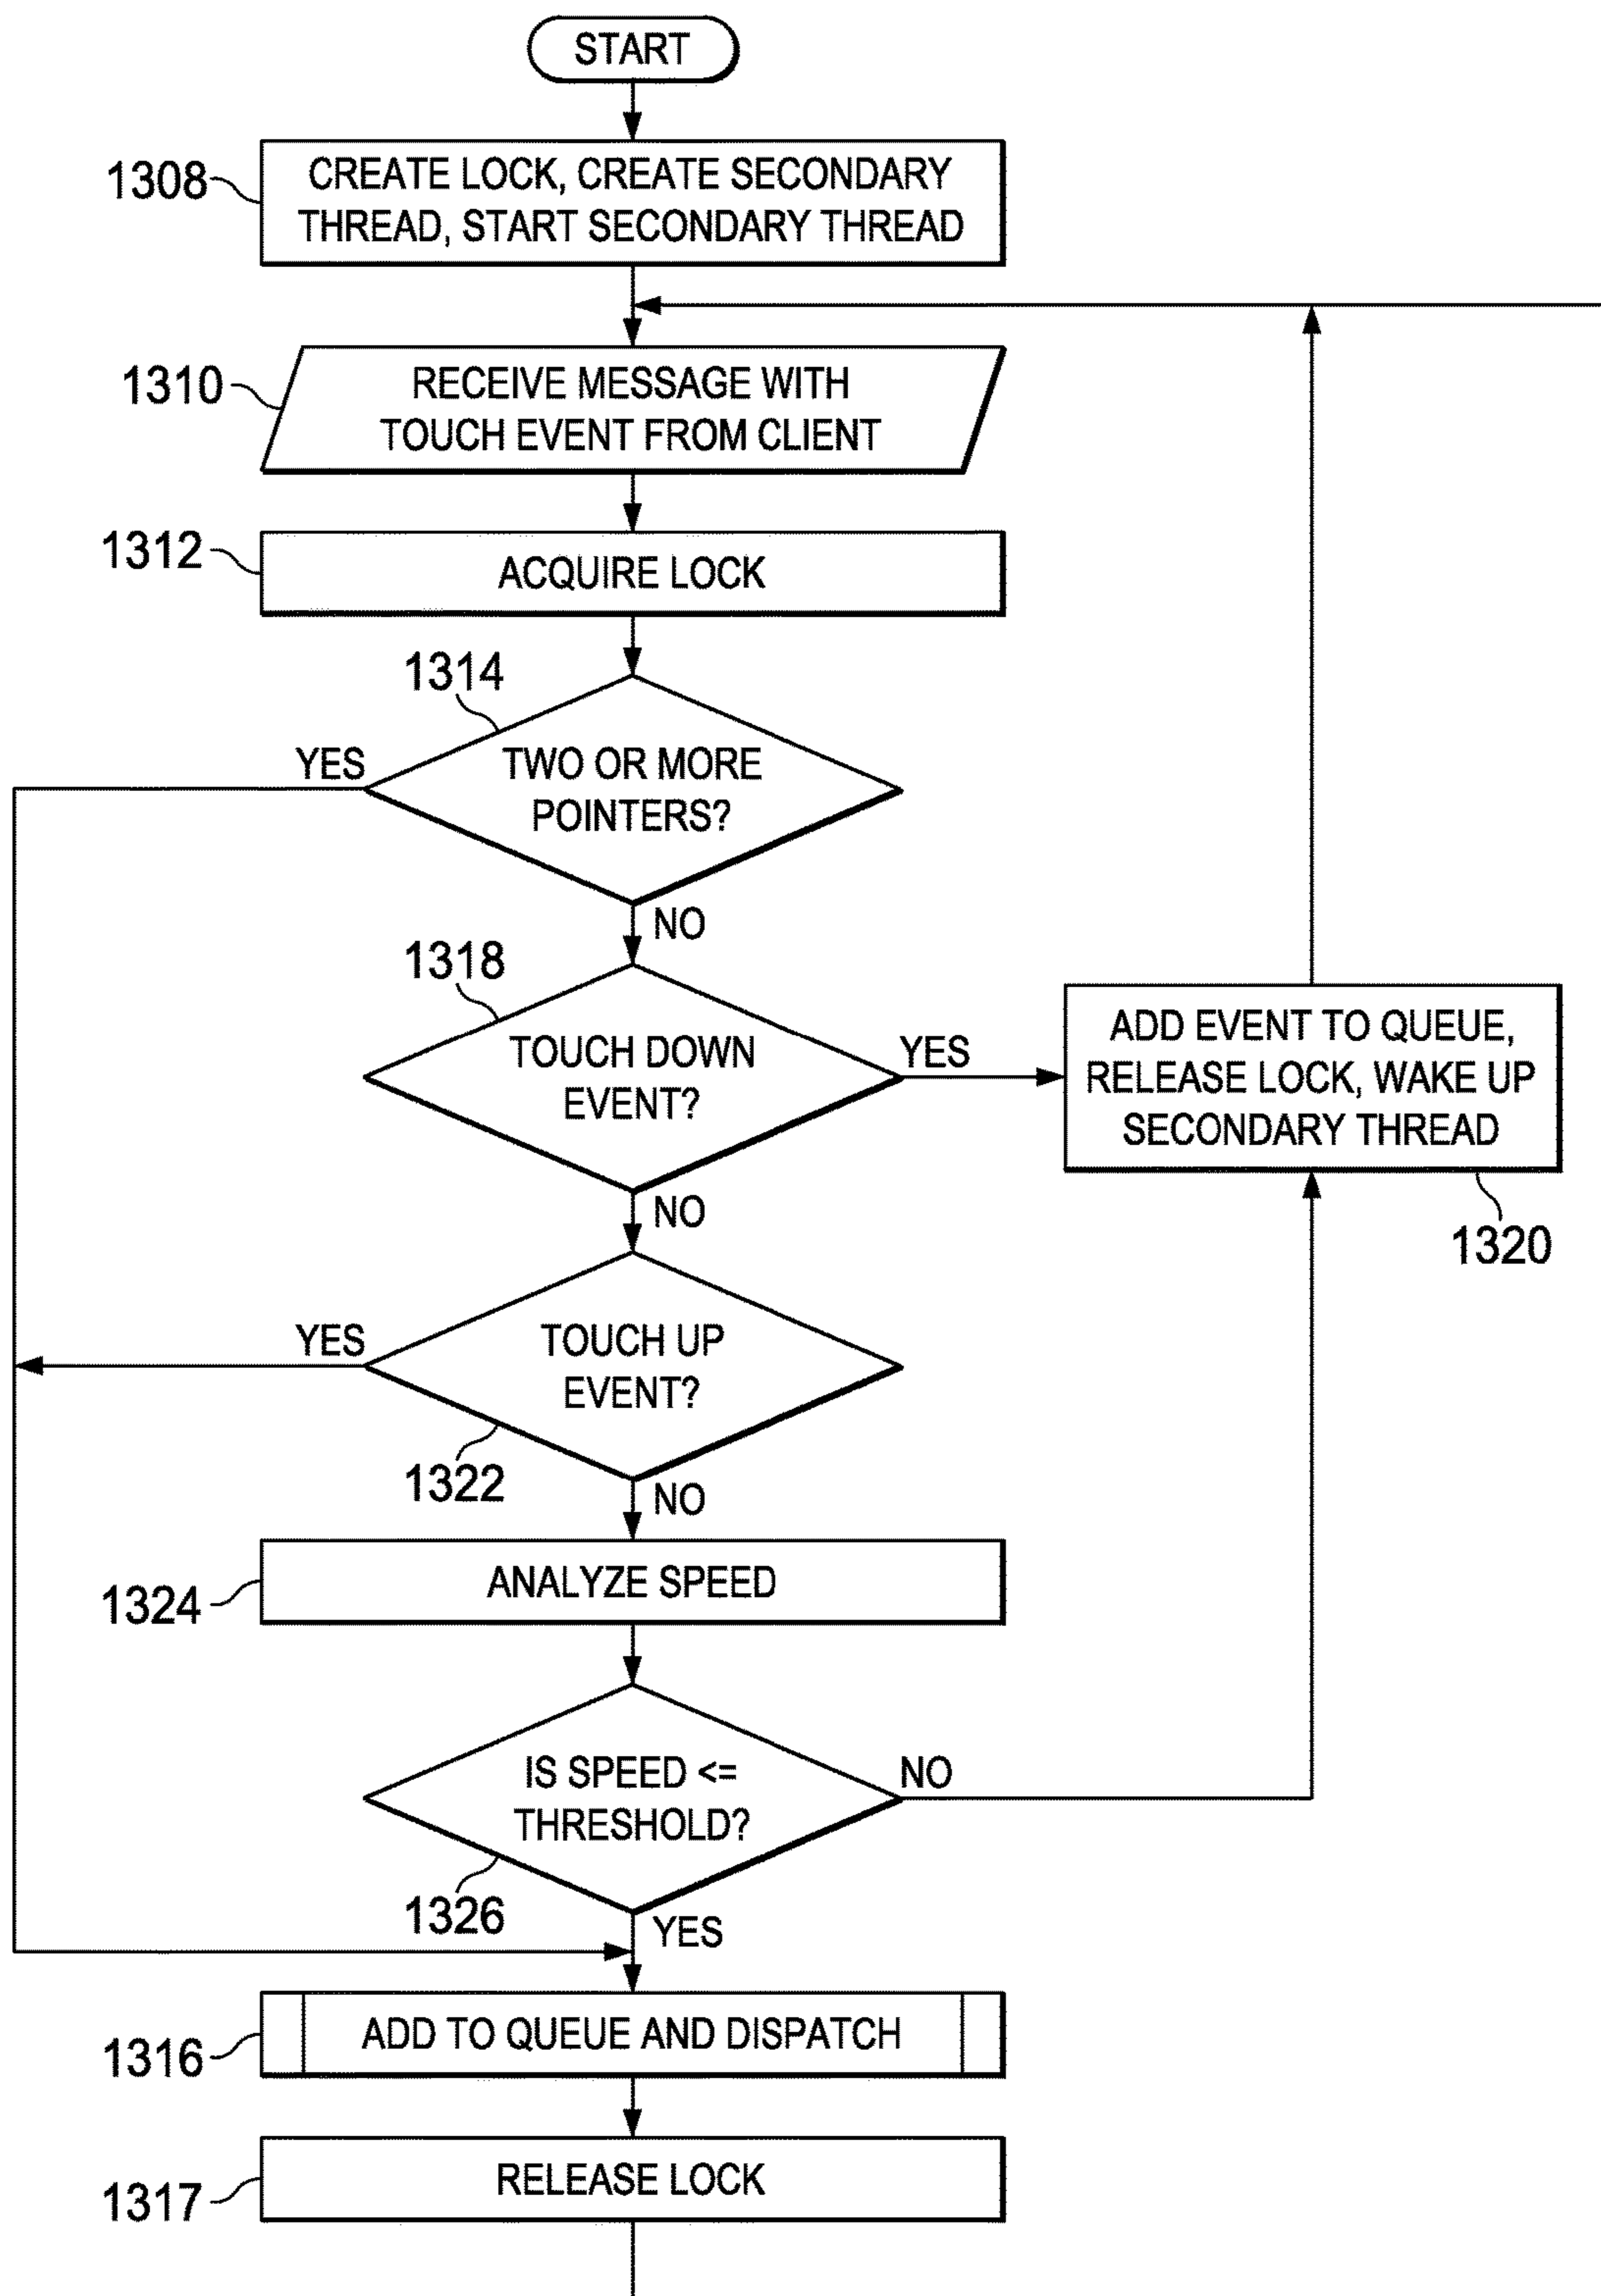 START
1308
CREATE LOCK, CREATE SECONDARY
THREAD, START SECONDARY THREAD
1310
RECEIVE MESSAGE WITH
TOUCH EVENT FROM CLIENT
1312
ACQUIRE LOCK
1314
YES
TWO OR MORE
POINTERS?
NO
1318
TOUCH DOWN
EVENT?
YES
ADD EVENT TO QUEUE,
RELEASE LOCK, WAKE UP
SECONDARY THREAD
1320
NO
YES
TOUCH UP
EVENT?
1322
NO
1324
ANALYZE SPEED
IS SPEED <=
THRESHOLD?
NO
1326
YES
1316
ADD TO QUEUE AND DISPATCH
1317
RELEASE LOCK